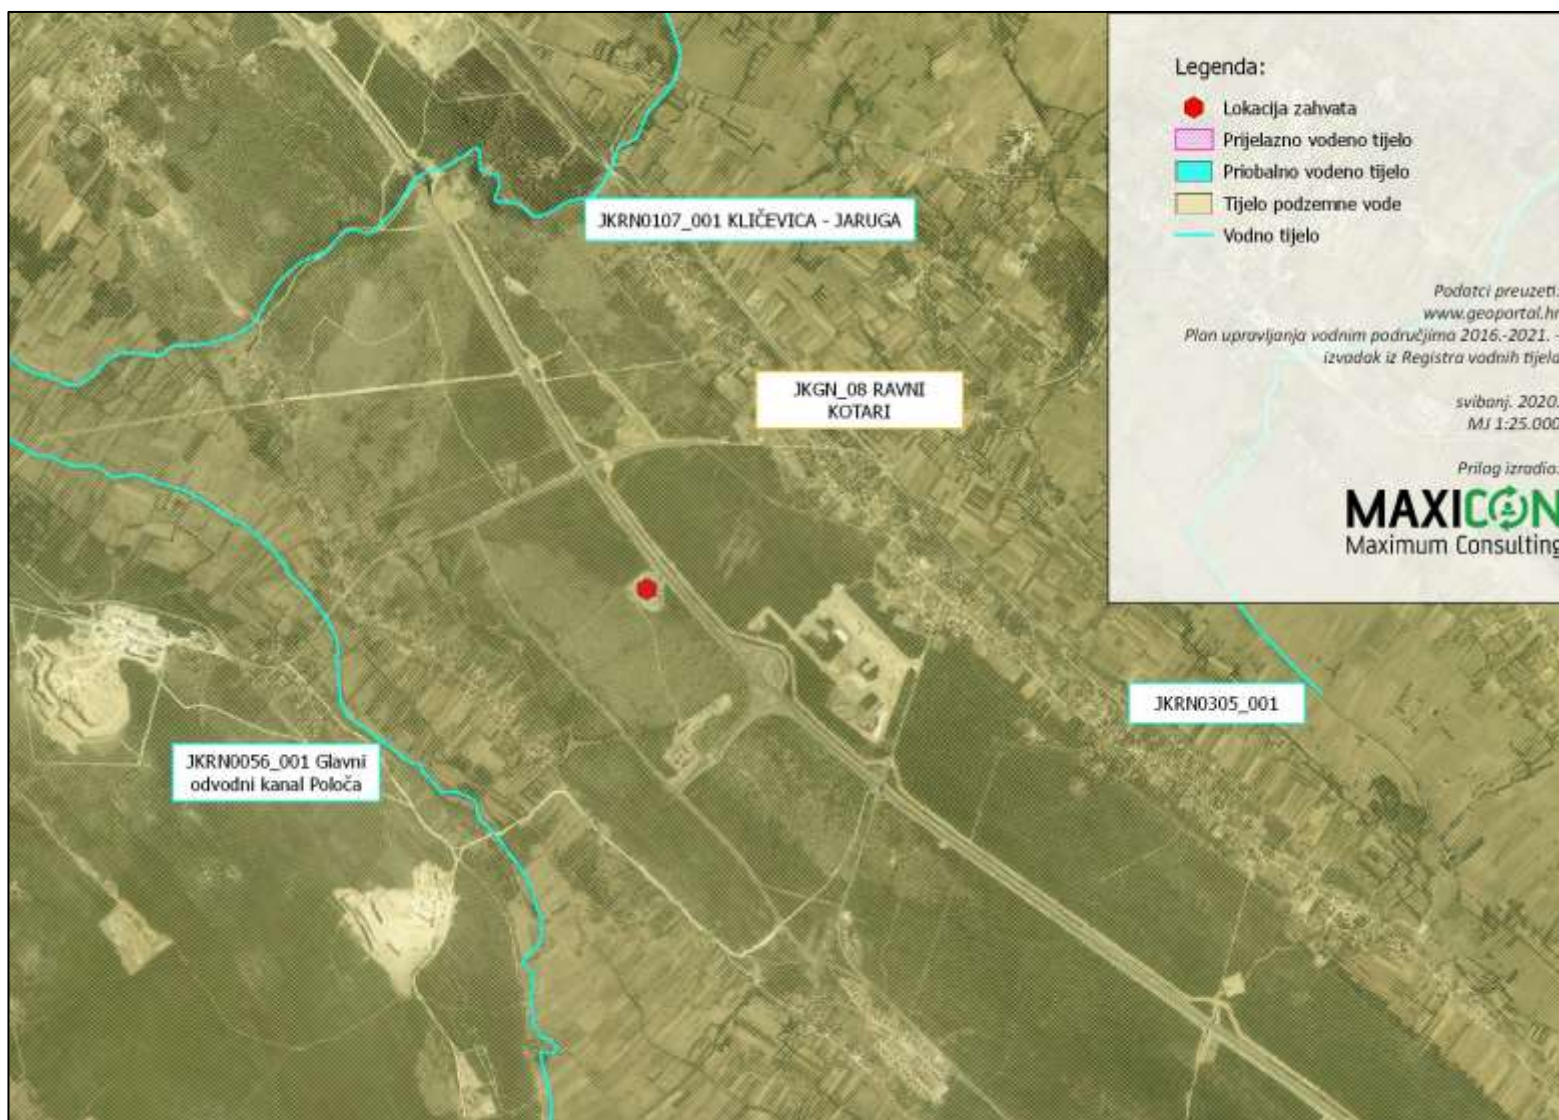 Legenda:
Lokacija zahvata
Prijelazno vodeno tijelo
Priobalno vodeno tijelo
Tijelo podzemne vode
Vodno tijelo
Podatci preuzeti:
www.geoportal.hr
Plan upravljanja vodnim područjima 2016.-2021. -
izvadak iz Registra vodnih tijela
svibanj. 2020.
MJ 1:25.000
Prilog izradio:
MAXICON
Maximum Consulting
JKRN0107_001 KLIČEVICA - JARUGA
JKGN_08 RAVNI
KOTARI
JKRN0305_001
JKRN0056_001 Glavni
odvodni kanal Poloča